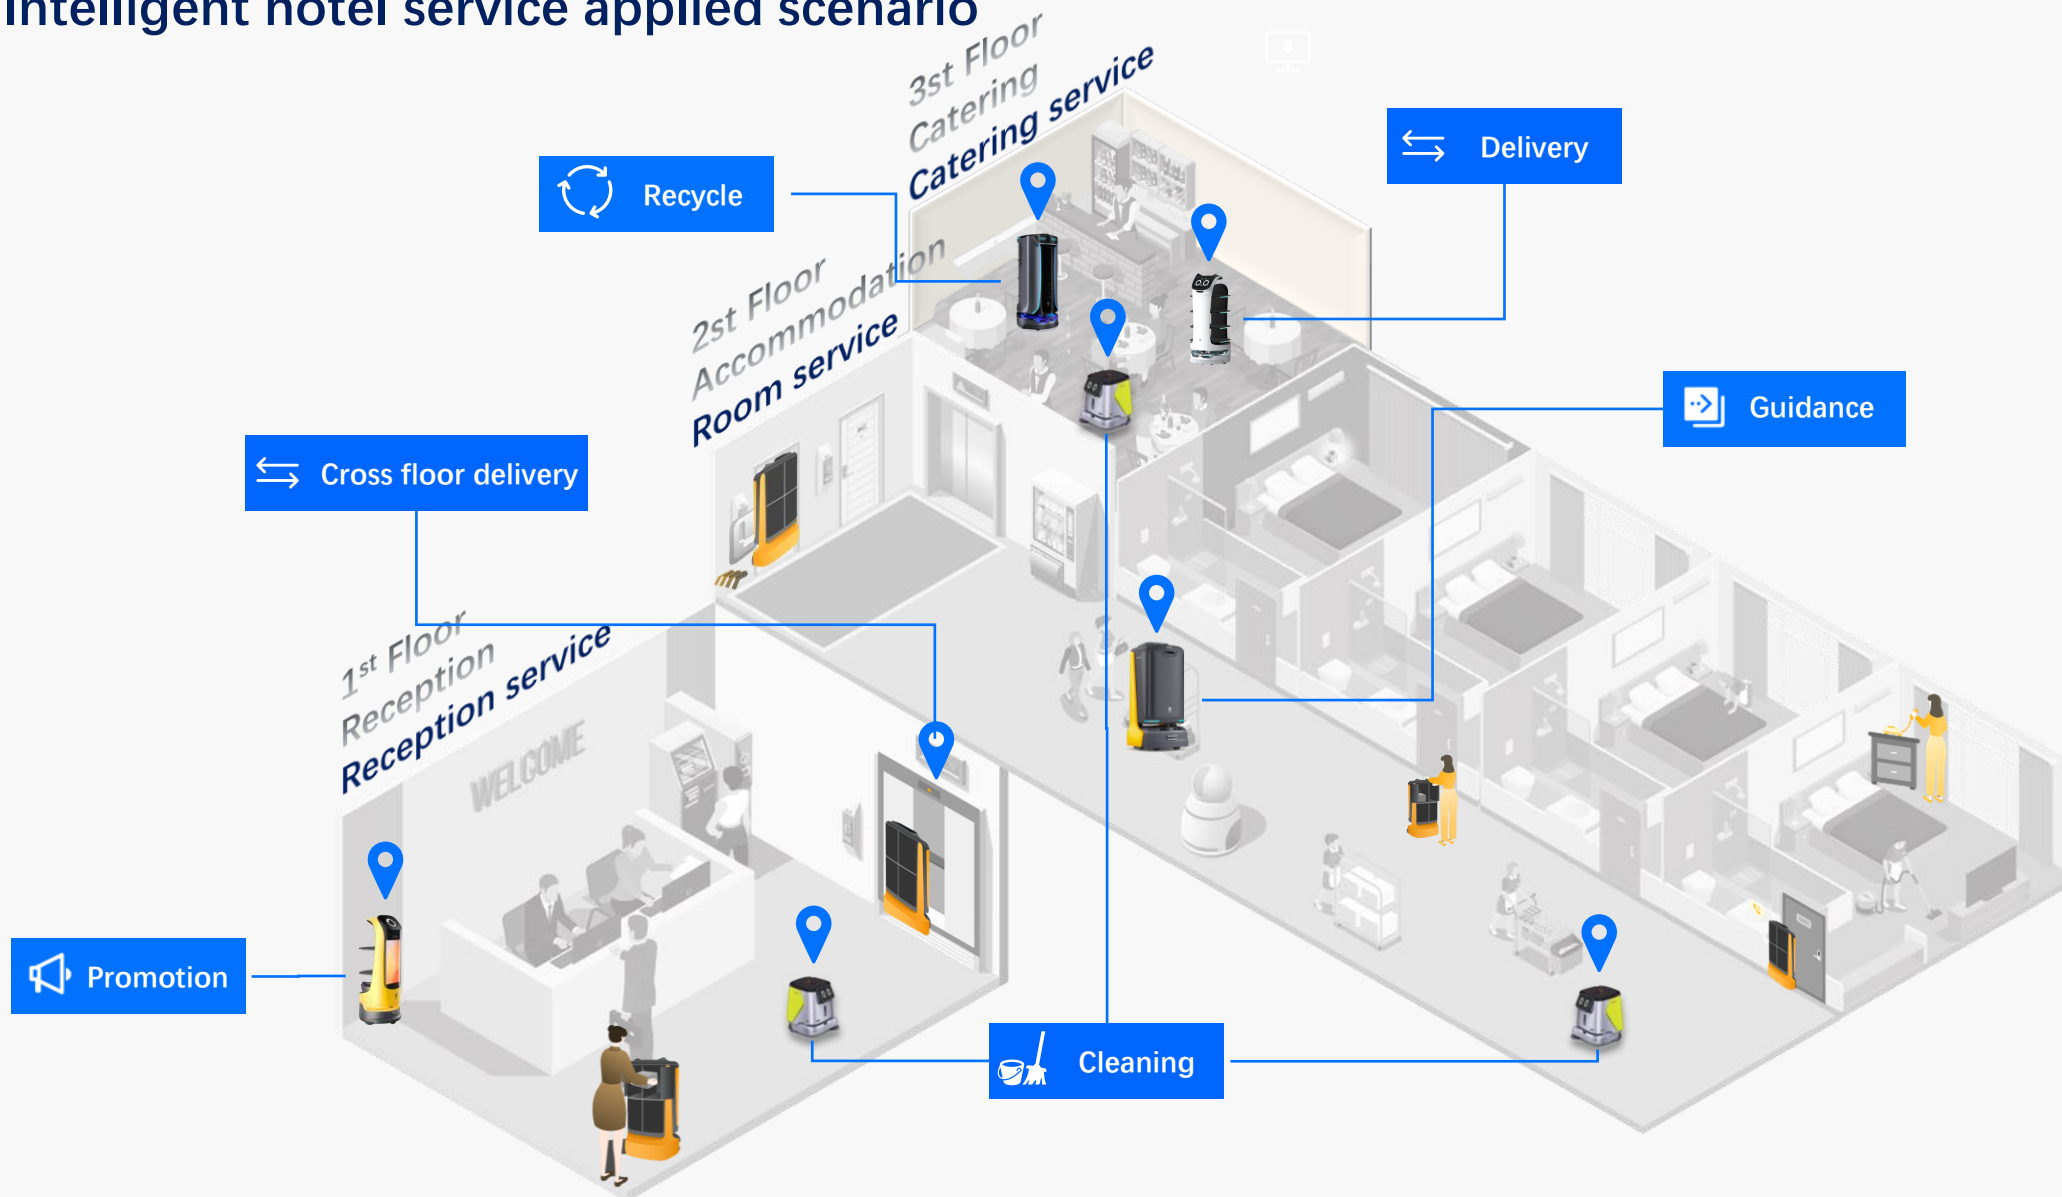 Intelligent hotel service applied scenario
3st Floor
Catering
Catering service
Delivery
Recycle
2st Floor
Accommodation
Room service
Guidance
Cross floor delivery
1st Floor
Reception
Reception service
WELCOME
Promotion
Cleaning